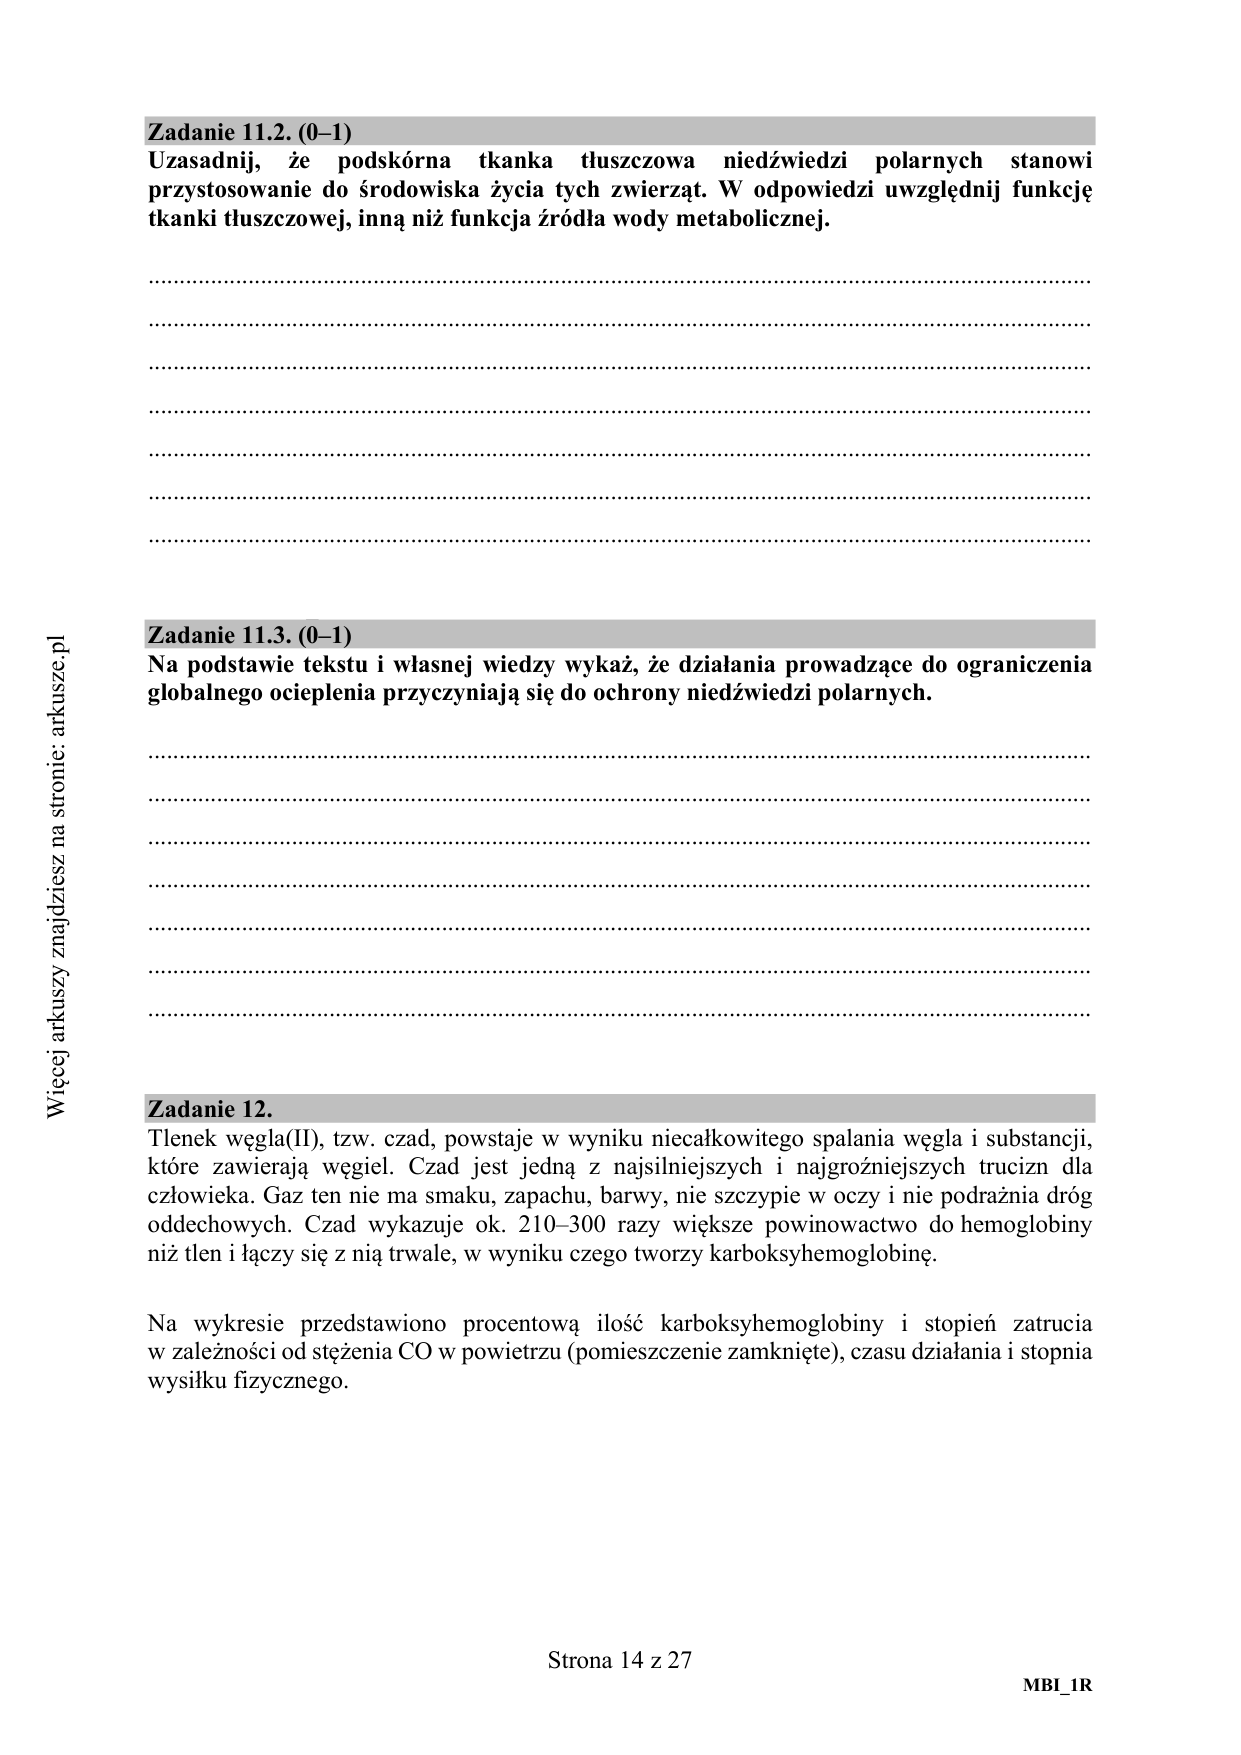 Zadanie 11.2. (0–1)
Uzasadnij, że podskórna tkanka tłuszczowa niedźwiedzi polarnych stanowi
przystosowanie do środowiska życia tych zwierząt. W odpowiedzi uwzględnij funkcję
tkanki tłuszczowej, inną niż funkcja źródła wody metabolicznej.
Zadanie 11.3. (0–1)
Na podstawie tekstu i własnej wiedzy wykaż, że działania prowadzące do ograniczenia
globalnego ocieplenia przyczyniają się do ochrony niedźwiedzi polarnych.
Zadanie 12.
Tlenek węgla(II), tzw. czad, powstaje w wyniku niecałkowitego spalania węgla i substancji,
które zawierają węgiel. Czad jest jedną z najsilniejszych i najgroźniejszych trucizn dla
człowieka. Gaz ten nie ma smaku, zapachu, barwy, nie szczypie w oczy i nie podrażnia dróg
oddechowych. Czad wykazuje ok. 210–300 razy większe powinowactwo do hemoglobiny
niż tlen i łączy się z nią trwale, w wyniku czego tworzy karboksyhemoglobinę.
Na wykresie przedstawiono procentową ilość karboksyhemoglobiny i stopień zatrucia
w zależności od stężenia CO w powietrzu (pomieszczenie zamknięte), czasu działania i stopnia
wysiłku fizycznego.
Strona 14 z 27
MBI_1R
Więcej arkuszy znajdziesz na stronie: arkusze.pl